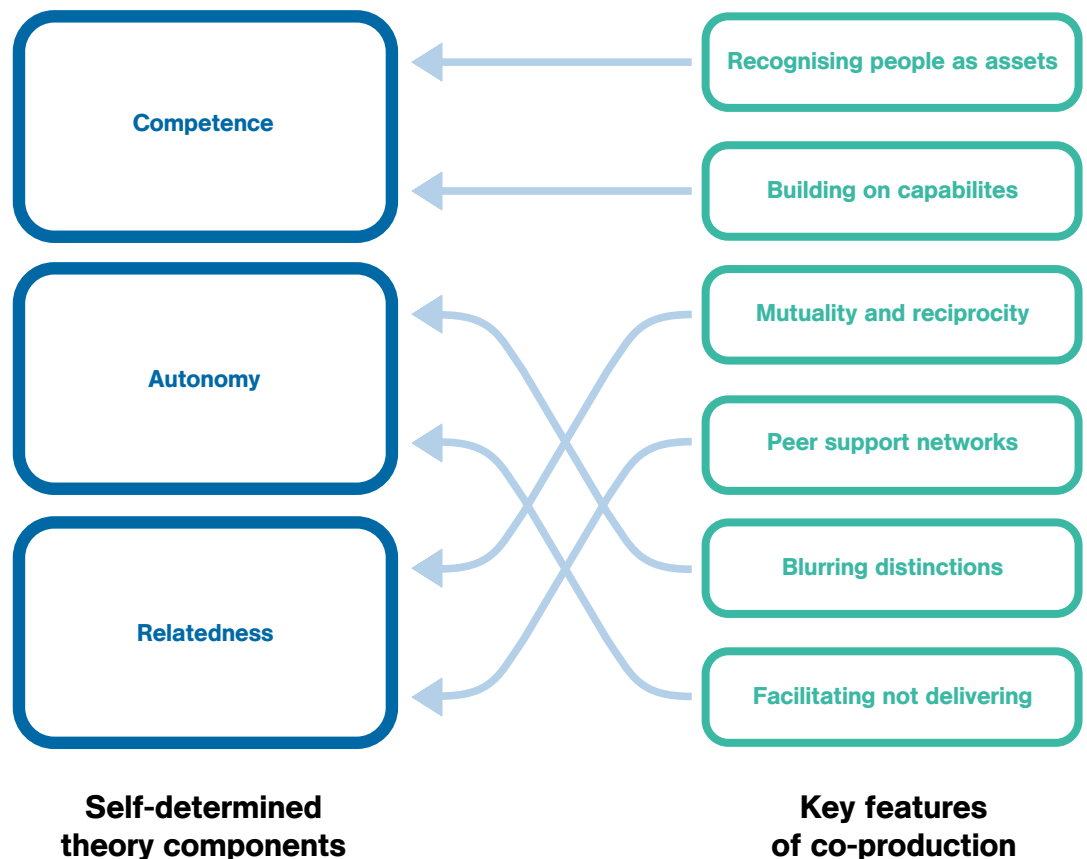 Competence
Autonomy
Relatedness
Self-determined
theory components
Recognising people as assets
Building on capabilites
Mutuality and reciprocity
Peer support networks
Blurring distinctions
Facilitating not delivering
Key features
of co-production